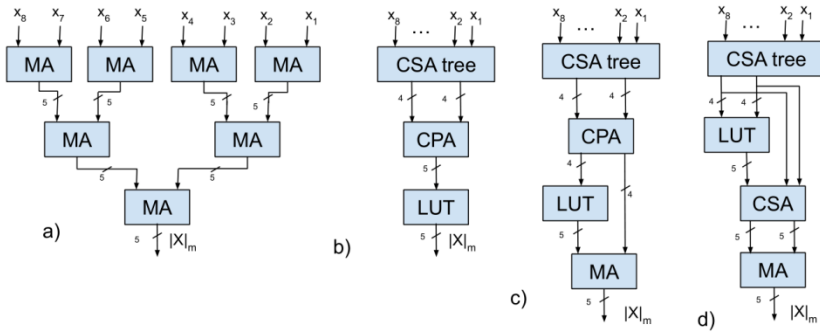 x₈ x₇ x₆ x₅ x₄ x₃ x₂ x₁
MA MA MA MA
5 5 5 5
MA MA
5 5
MA
5 |X|ₘ
a)
x₈ ... x₂ x₁
CSA tree
4 4
CPA
5
LUT
5 |X|ₘ
b)
x₈ ... x₂ x₁
CSA tree
4 4
CPA
4 4
LUT
5
MA
5 |X|ₘ
c)
x₈ ... x₂ x₁
CSA tree
4 4
LUT
5
CSA
5 5
MA
5 |X|ₘ
d)